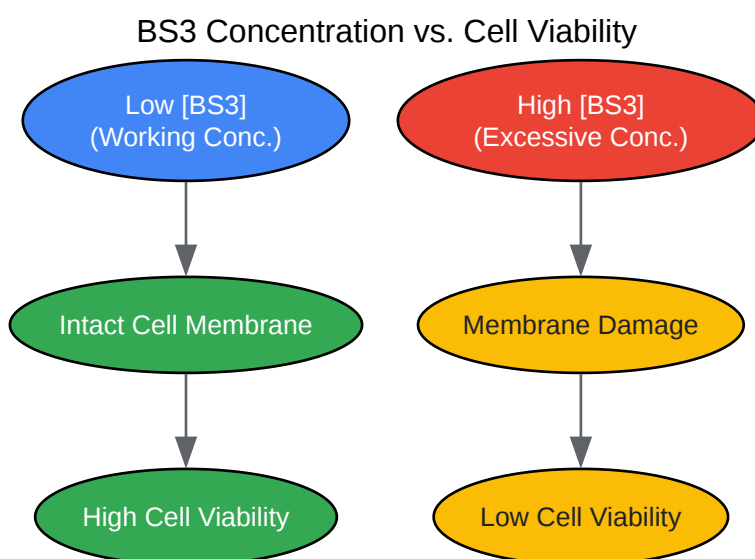 BS3 Concentration vs. Cell Viability
Low [BS3]
(Working Conc.)
High [BS3]
(Excessive Conc.)
Intact Cell Membrane
Membrane Damage
High Cell Viability
Low Cell Viability